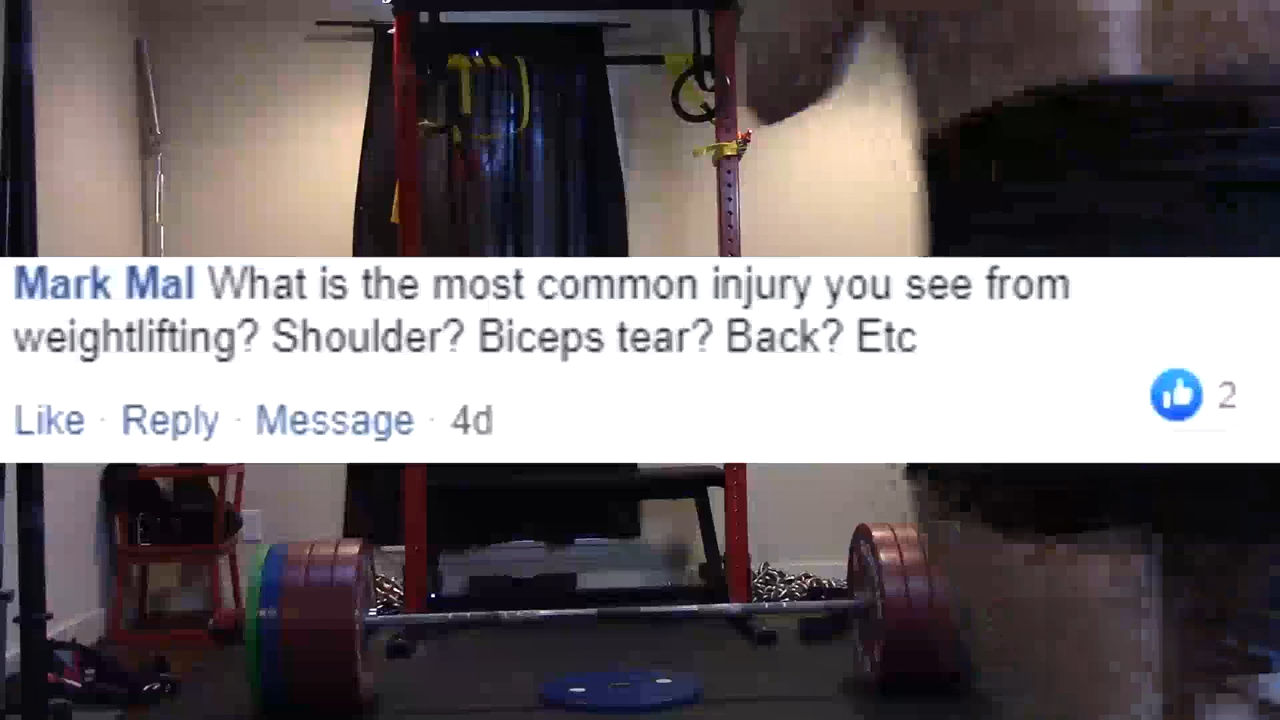 Mark Mal What is the most common injury you see from
weightlifting? Shoulder? Biceps tear? Back? Etc
2
Like · Reply · Message · 4d